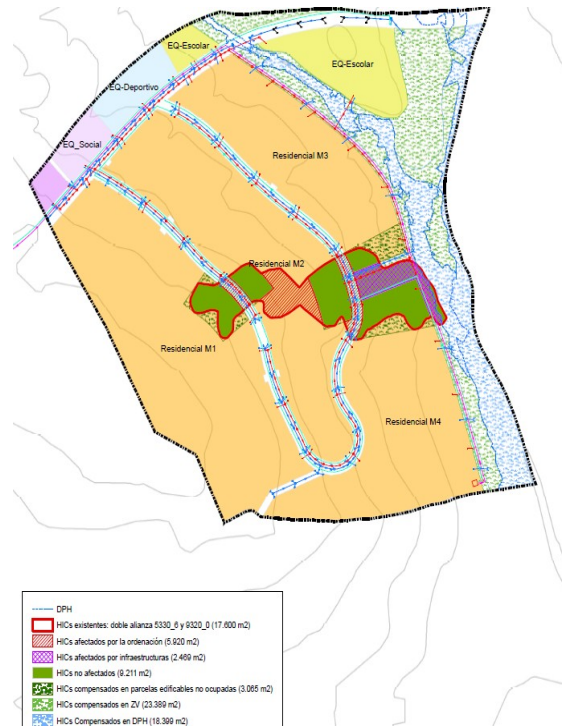 EQ-Escolar
EQ-Escolar
EQ-Deportivo
EQ_Social
Residencial M3
Residencial M2
Residencial M1
Residencial M4
DPH
HICs existentes: doble alianza 5330_6 y 9320_0 (17.600 m2)
HICs afectados por la ordenación (5.920 m2)
HICs afectados por infraestructuras (2.469 m2)
HICs no afectados (9.211 m2)
HICs compensados en parcelas edificables no ocupadas (3.065 m2)
HICs compensados en ZV (23.389 m2)
HICs Compensados en DPH (18.399 m2)